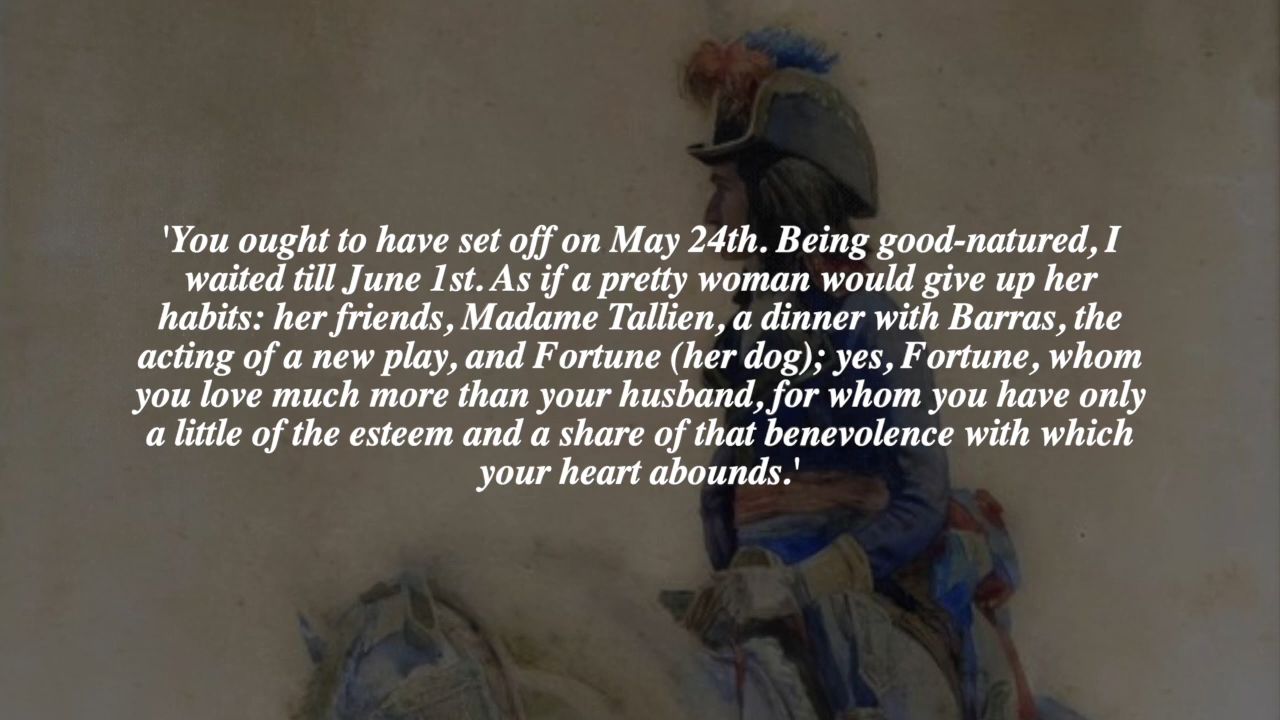 'You ought to have set off on May 24th. Being good-natured, I
waited till June 1st. As if a pretty woman would give up her
habits: her friends, Madame Tallien, a dinner with Barras, the
acting of a new play, and Fortune (her dog); yes, Fortune, whom
you love much more than your husband, for whom you have only
a little of the esteem and a share of that benevolence with which
your heart abounds.'